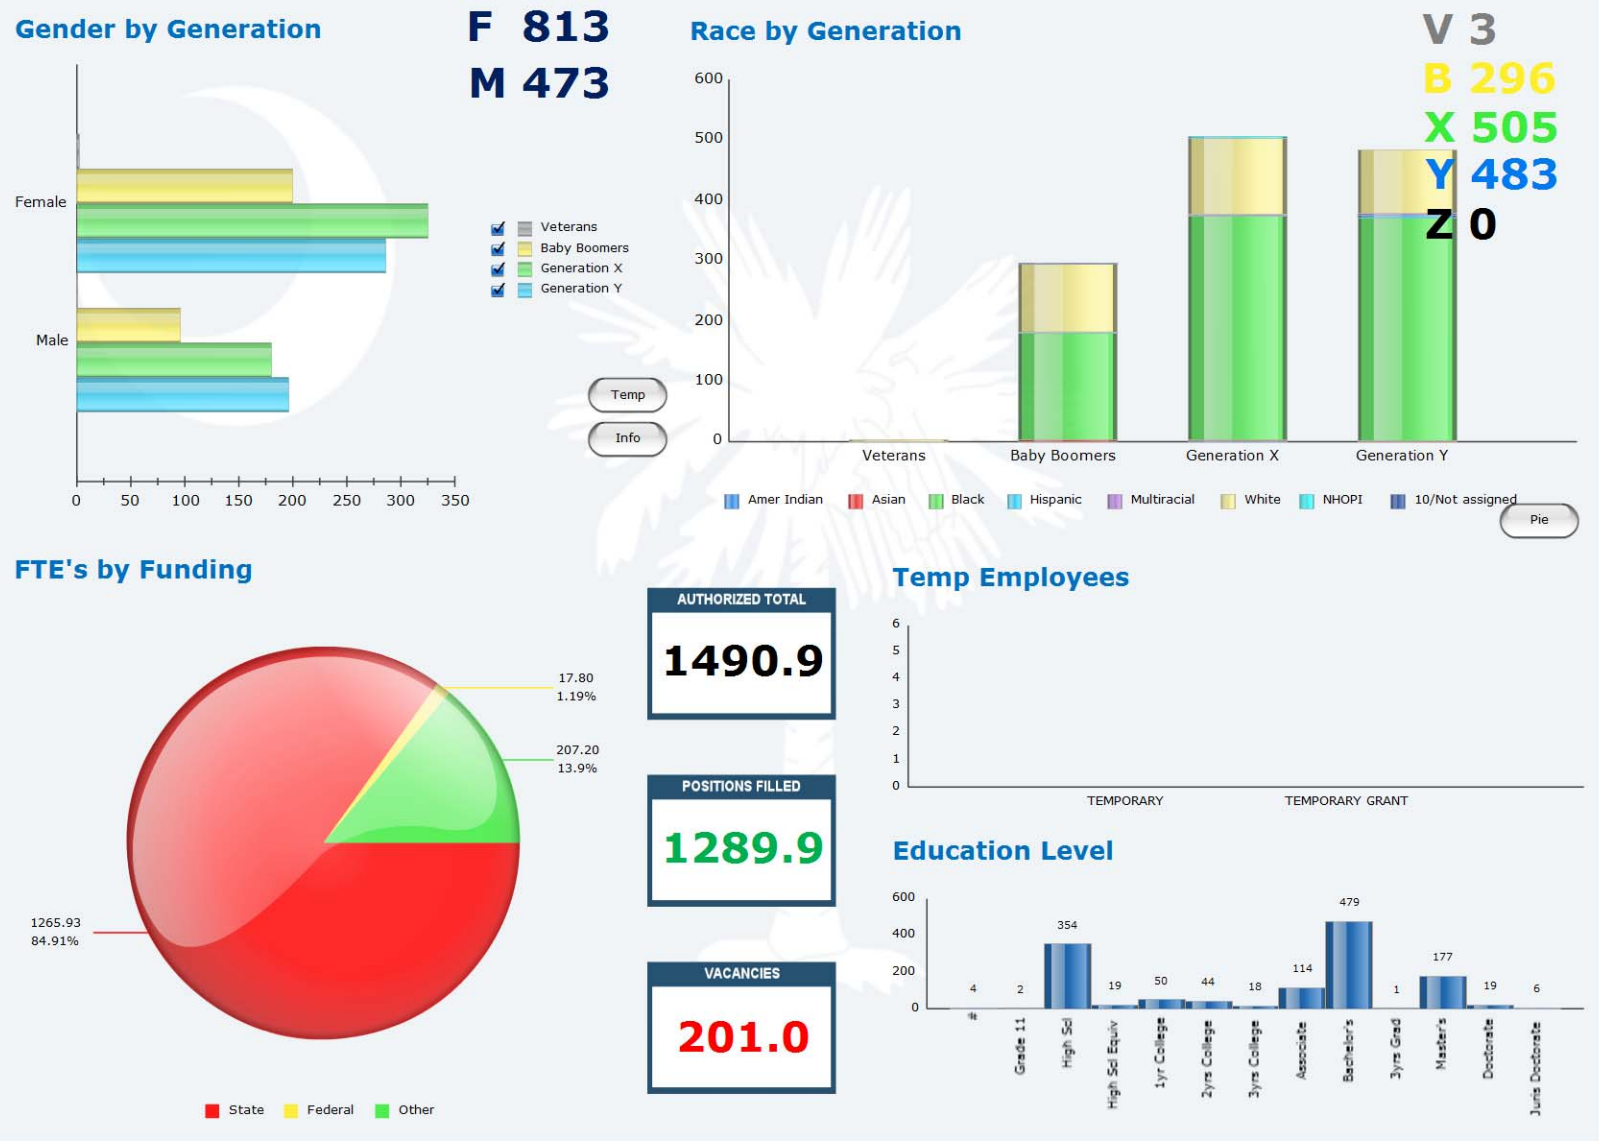 Gender by Generation
F 813
M 473
Female
Male
Veterans
Baby Boomers
Generation X
Generation Y
0 50 100 150 200 250 300 350
Temp
Info
Race by Generation
V 3
B 296
X 505
Y 483
Z 0
600
500
400
300
200
100
0
Veterans Baby Boomers Generation X Generation Y
Amer Indian Asian Black Hispanic Multiracial White NHOPI 10/Not assigned
Pie
FTE's by Funding
17.80
1.19%
207.20
13.9%
1265.93
84.91%
State Federal Other
AUTHORIZED TOTAL
1490.9
POSITIONS FILLED
1289.9
VACANCIES
201.0
Temp Employees
6
5
4
3
2
1
0
TEMPORARY TEMPORARY GRANT
Education Level
600
400
200
0
4 2 354 19 50 44 18 114 479 1 177 19 6
#
Grade 11
High Scl
High Scl Equiv
1yr College
2yrs College
3yrs College
Associate
Bachelor's
3yrs Grad
Master's
Doctorate
Juris Doctorate